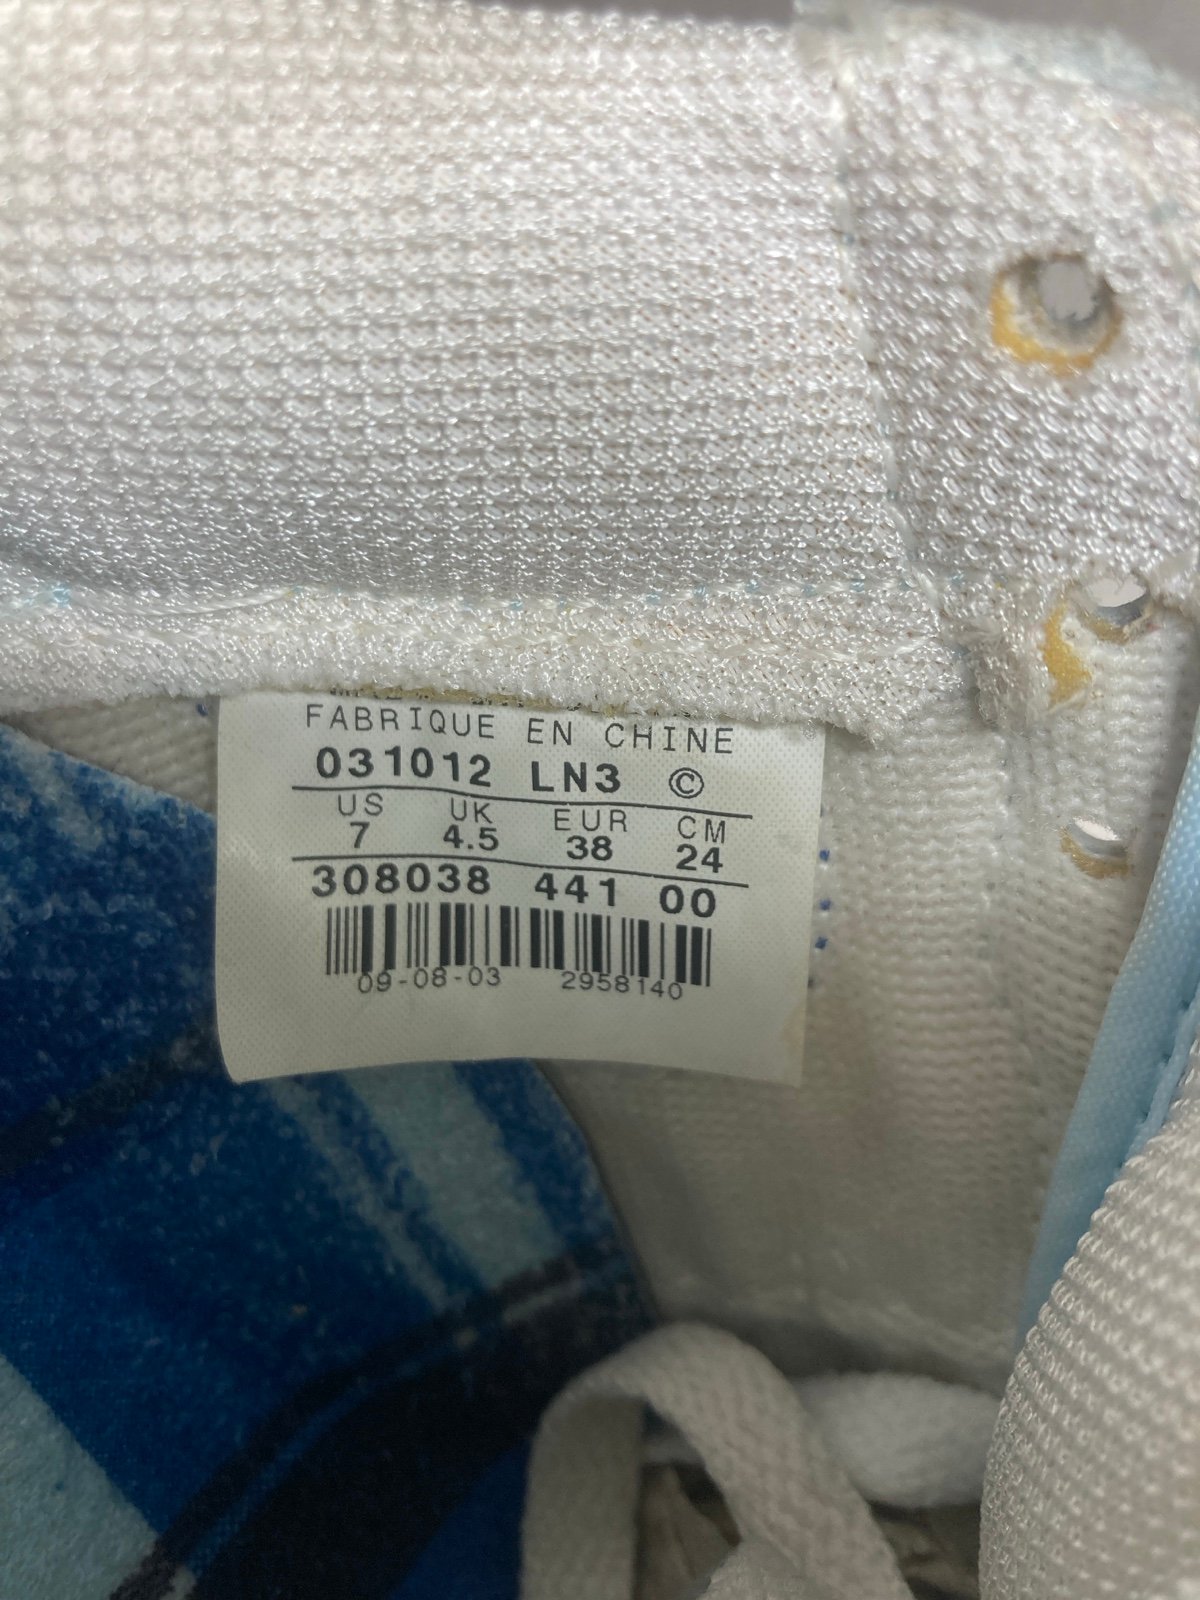 FABRIQUE EN CHINE
031012 LN3 ©
US UK EUR CM
7 4.5 38 24
308038 441 00
09-08-03 2958140